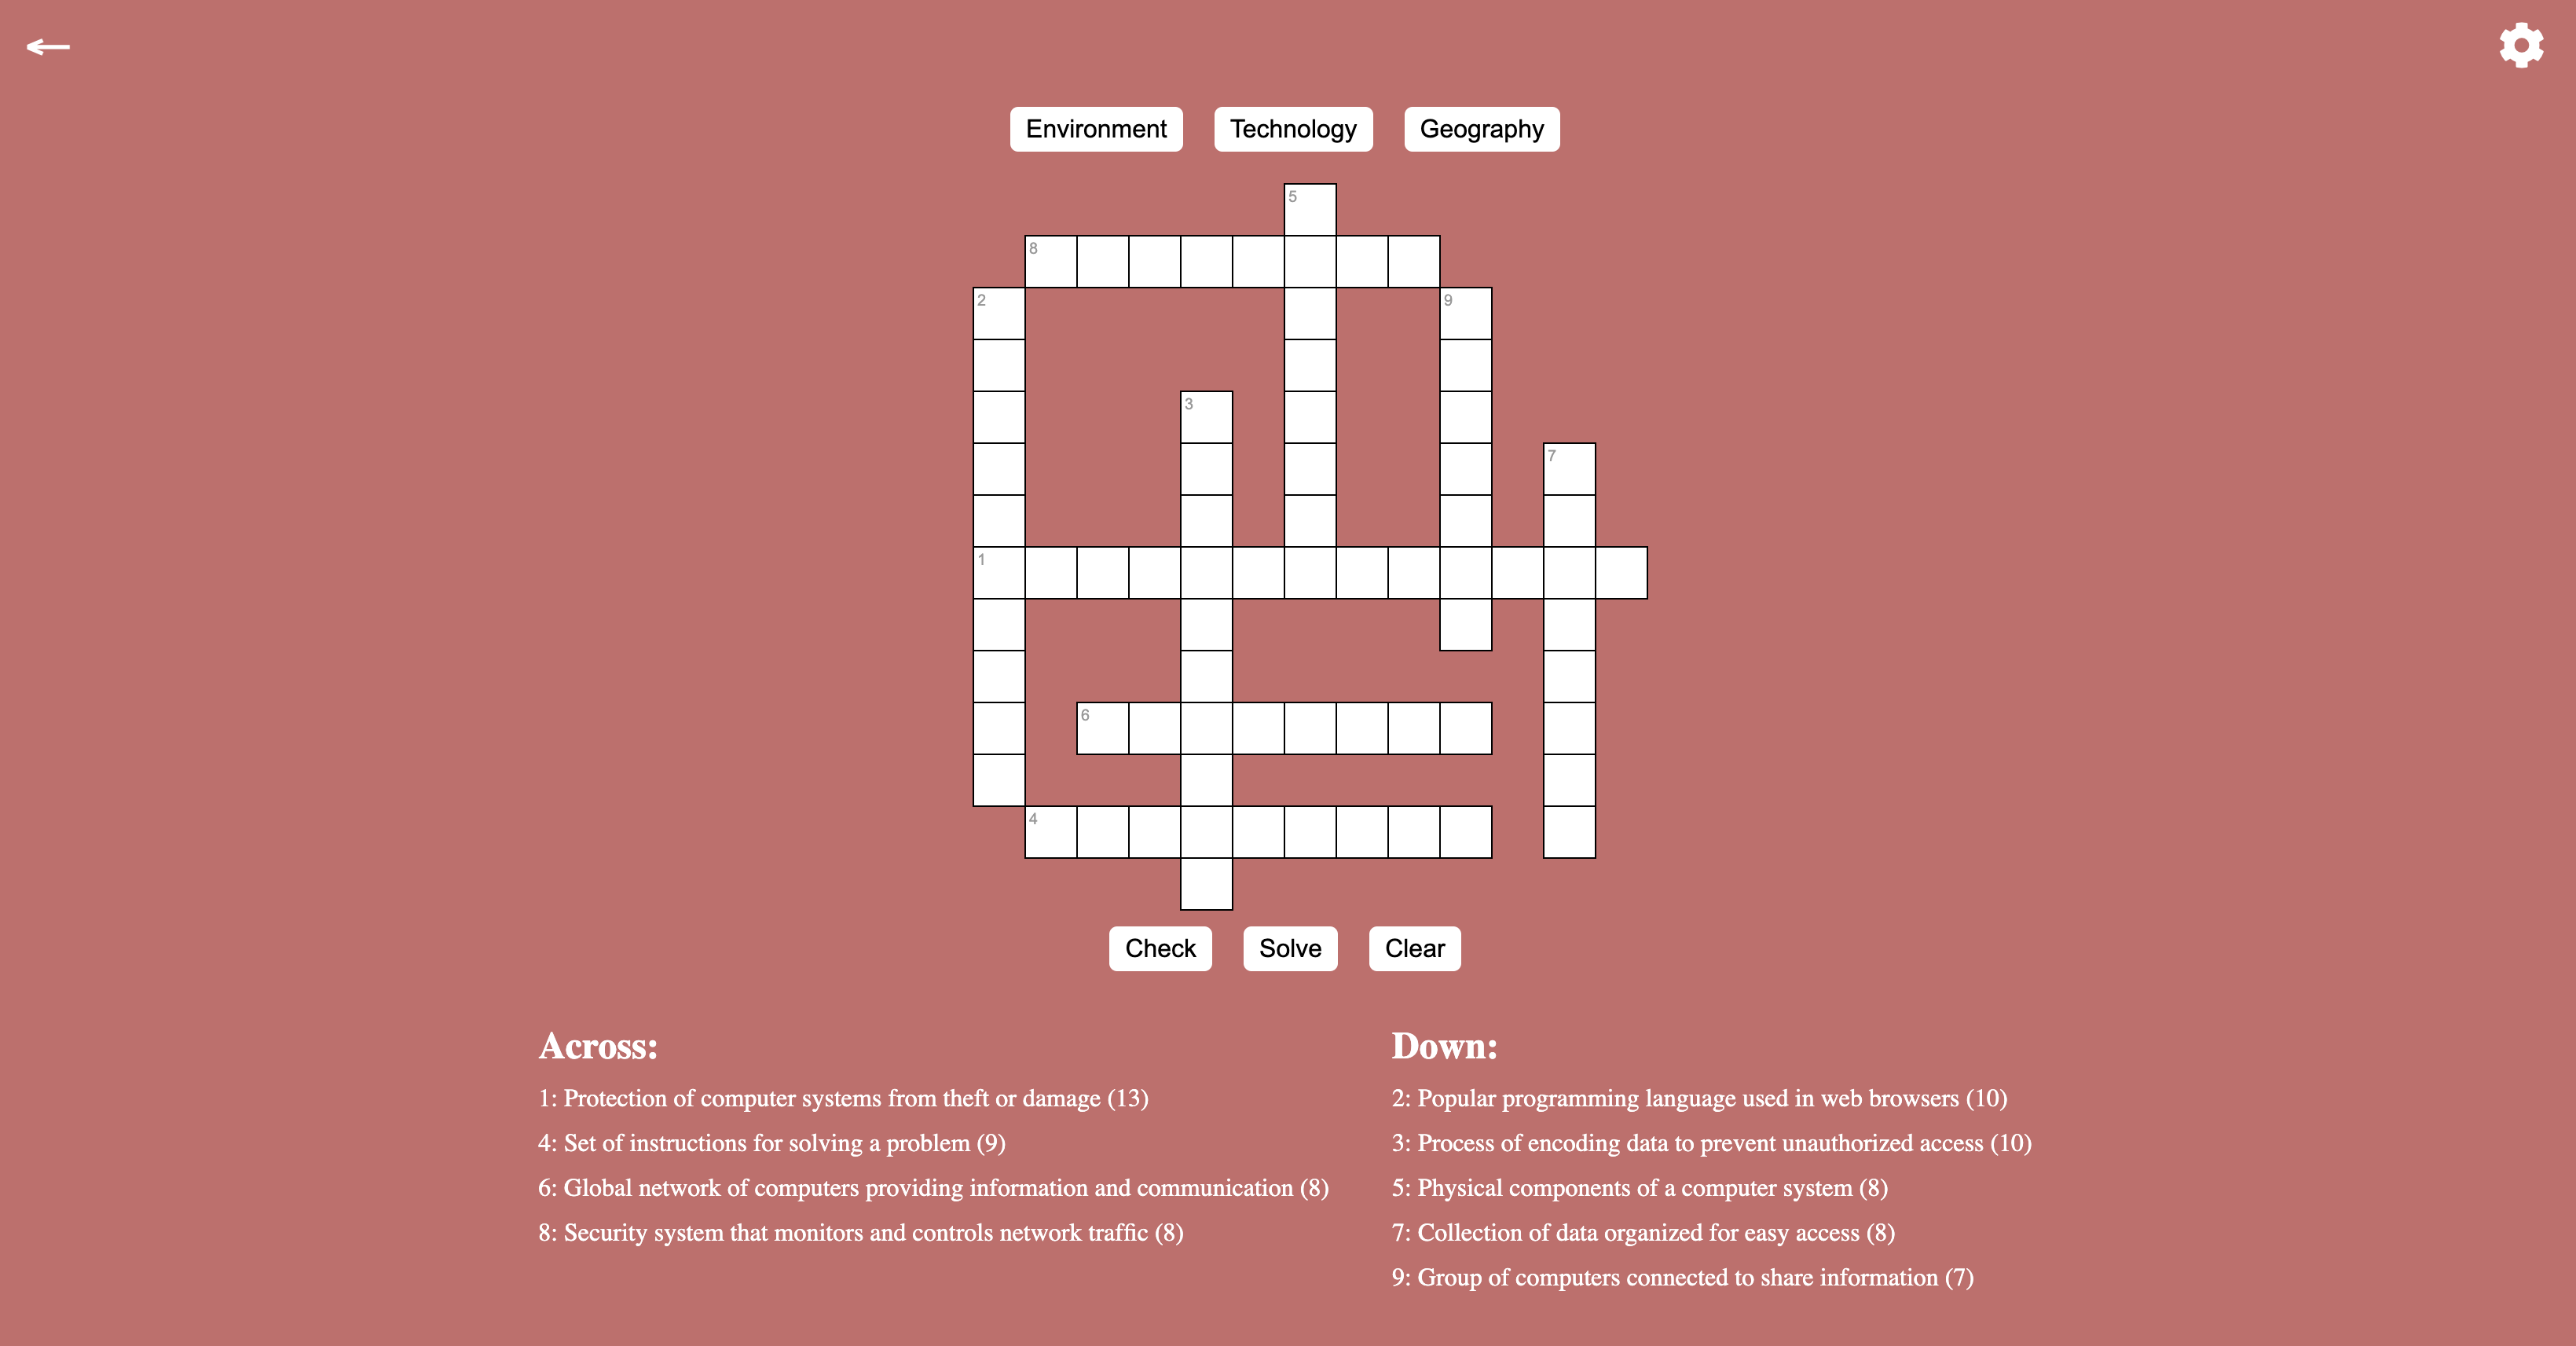 Environment Technology Geography
5
8
2 9
3
7
1
6
4
Check Solve Clear
Across:
1: Protection of computer systems from theft or damage (13)
4: Set of instructions for solving a problem (9)
6: Global network of computers providing information and communication (8)
8: Security system that monitors and controls network traffic (8)
Down:
2: Popular programming language used in web browsers (10)
3: Process of encoding data to prevent unauthorized access (10)
5: Physical components of a computer system (8)
7: Collection of data organized for easy access (8)
9: Group of computers connected to share information (7)